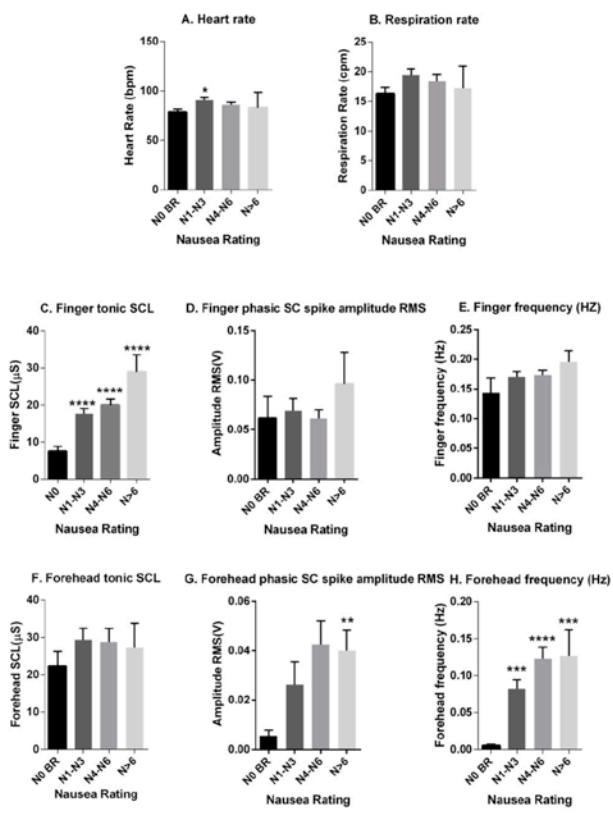 A. Heart rate
Heart Rate (bpm)
150
100
50
0
*
N0 BR
N1-N3
N4-N6
N>6
Nausea Rating
B. Respiration rate
Respiration Rate (cpm)
25
20
15
10
5
0
N0 BR
N1-N3
N4-N6
N>6
Nausea Rating
C. Finger tonic SCL
Finger SCL(µS)
40
30
20
10
0
****
****
****
N0
N1-N3
N4-N6
N>6
Nausea Rating
D. Finger phasic SC spike amplitude RMS
Amplitude RMS(V)
0.15
0.10
0.05
0.00
N0 BR
N1-N3
N4-N6
N>6
Nausea Rating
E. Finger frequency (HZ)
Finger frequency (Hz)
0.25
0.20
0.15
0.10
0.05
0.00
N0 BR
N1-N3
N4-N6
N>6
Nausea Rating
F. Forehead tonic SCL
Forehead SCL(µS)
40
30
20
10
0
N0 BR
N1-N3
N4-N6
N>6
Nausea Rating
G. Forehead phasic SC spike amplitude RMS
Amplitude RMS(V)
0.06
0.04
0.02
0.00
**
N0 BR
N1-N3
N4-N6
N>6
Nausea Rating
H. Forehead frequency (Hz)
Forehead frequency (Hz)
0.20
0.15
0.10
0.05
0.00
***
****
***
N0 BR
N1-N3
N4-N6
N>6
Nausea Rating